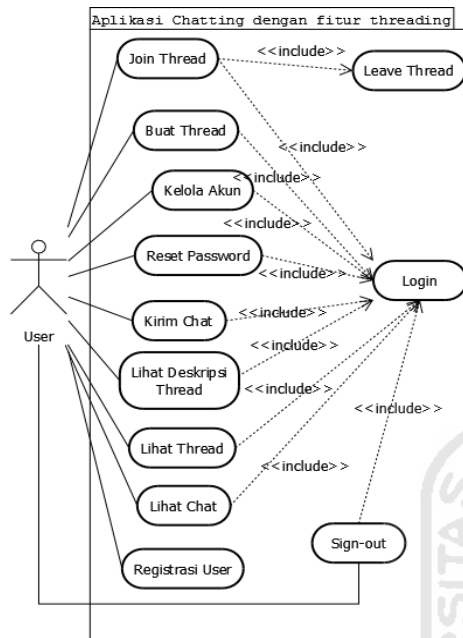 Aplikasi Chatting dengan fitur threading
Join Thread
<<include>>
Leave Thread
Buat Thread
<<include>>
Kelola Akun
<<include>>
<<include>>
Reset Password
<<include>>
Login
Kirim Chat
<<include>>
User
Lihat Deskripsi
Thread
<<include>>
<<include>>
<<include>>
Lihat Thread
<<include>>
Lihat Chat
Sign-out
Registrasi User
RSITAS